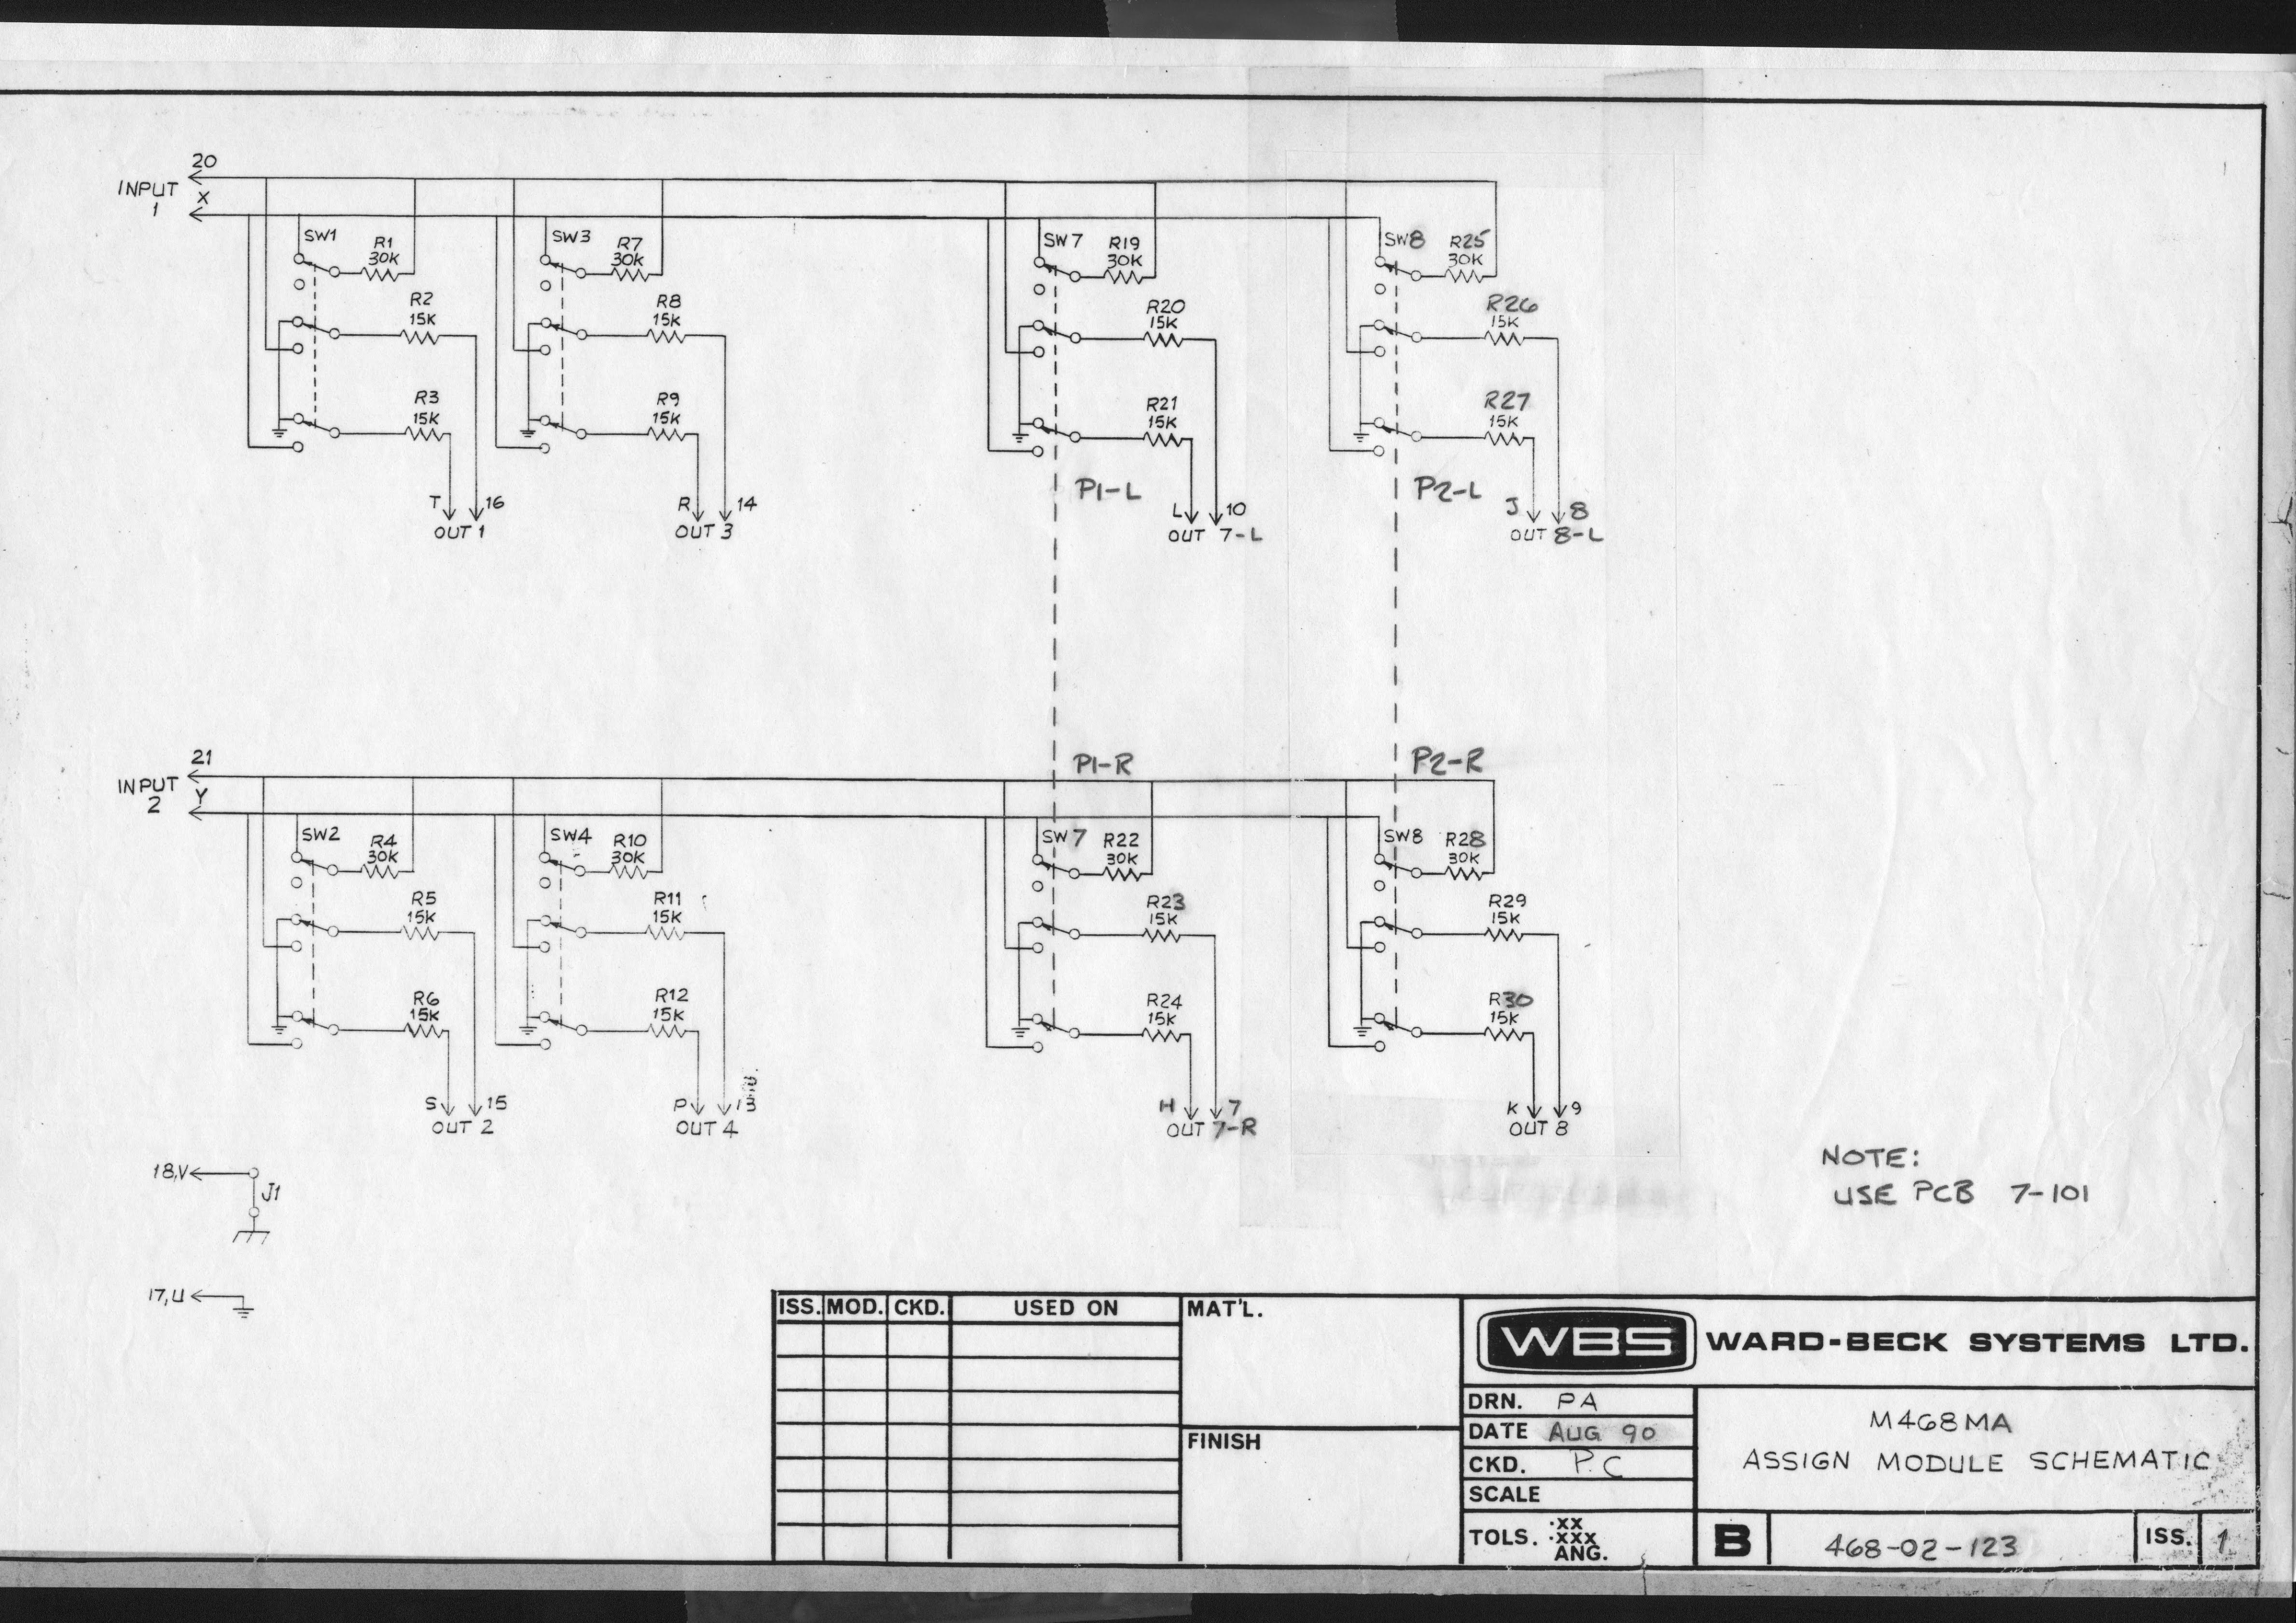 20
INPUT
1
X
SW1
R1
30K
R2
15K
R3
15K
T 16
OUT 1
SW3
R7
30K
R8
15K
R9
15K
R 14
OUT 3
SW7
R19
30K
R20
15K
R21
15K
P1-L
L 10
OUT 7-L
SW8
R25
30K
R26
15K
R27
15K
P2-L
J 8
OUT 8-L
21
INPUT
2
Y
SW2
R4
30K
R5
15K
R6
15K
S 15
OUT 2
SW4
R10
30K
R11
15K
R12
15K
P 13
OUT 4
P1-R
SW7
R22
30K
R23
15K
R24
15K
H 7
OUT 7-R
P2-R
SW8
R28
30K
R29
15K
R30
15K
K 9
OUT 8
18,V
J1
17,U
NOTE:
USE PCB 7-101
ISS. MOD. CKD. USED ON MAT'L.
FINISH
WBS WARD-BECK SYSTEMS LTD.
DRN. PA
DATE AUG 90
CKD. P.C
SCALE
TOLS. .XX
.XXX
ANG.
M468MA
ASSIGN MODULE SCHEMATIC
B 468-02-123 ISS. 1